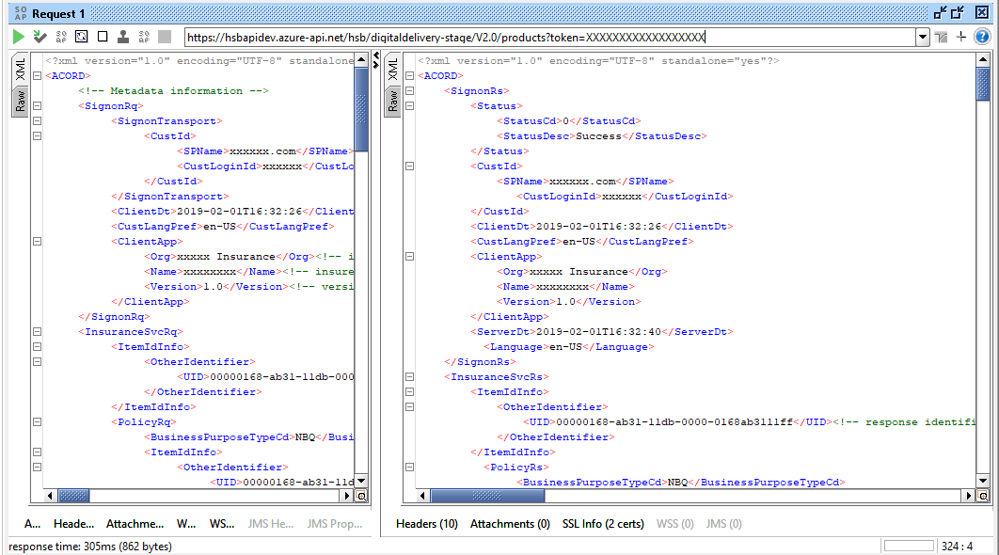 SO AP Request 1
SO AP
SO AP
https://hsbapidev.azure-api.net/hsb/digitaldelivery-stage/V2.0/products?token=XXXXXXXXXXXXXXXXXX
XML
Raw
<?xml version="1.0" encoding="UTF-8" standalone
<ACORD>
<!-- Metadata information -->
<SignonRq>
<SignonTransport>
<CustId>
<SPName>xxxxxx.com</SPName>
<CustLoginId>xxxxxx</CustLo
</CustId>
</SignonTransport>
<ClientDt>2019-02-01T16:32:26</Client
<CustLangPref>en-US</CustLangPref>
<ClientApp>
<Org>xxxxx Insurance</Org><!-- i
<Name>xxxxxxxx</Name><!-- insure
<Version>1.0</Version><!-- versi
</ClientApp>
</SignonRq>
<InsuranceSvcRq>
<ItemIdInfo>
<OtherIdentifier>
<UID>00000168-ab31-11db-000
</OtherIdentifier>
</ItemIdInfo>
<PolicyRq>
<BusinessPurposeTypeCd>NBQ</Busi
<ItemIdInfo>
<OtherIdentifier>
<UID>00000168-ab31-11db-000
XML
Raw
<?xml version="1.0" encoding="UTF-8" standalone="yes"?>
<ACORD>
<SignonRs>
<Status>
<StatusCd>0</StatusCd>
<StatusDesc>Success</StatusDesc>
</Status>
<CustId>
<SPName>xxxxxx.com</SPName>
<CustLoginId>xxxxxx</CustLoginId>
</CustId>
<ClientDt>2019-02-01T16:32:26</ClientDt>
<CustLangPref>en-US</CustLangPref>
<ClientApp>
<Org>xxxxx Insurance</Org>
<Name>xxxxxxxx</Name>
<Version>1.0</Version>
</ClientApp>
<ServerDt>2019-02-01T16:32:40</ServerDt>
<Language>en-US</Language>
</SignonRs>
<InsuranceSvcRs>
<ItemIdInfo>
<OtherIdentifier>
<UID>00000168-ab31-11db-0000-0168ab3111ff</UID><!-- response identifi
</OtherIdentifier>
</ItemIdInfo>
<PolicyRs>
<BusinessPurposeTypeCd>NBQ</BusinessPurposeTypeCd>
A... Heade... Attachme... W... WS... JMS He... JMS Prop...
Headers (10) Attachments (0) SSL Info (2 certs) WSS (0) JMS (0)
response time: 305ms (862 bytes)
324 : 4